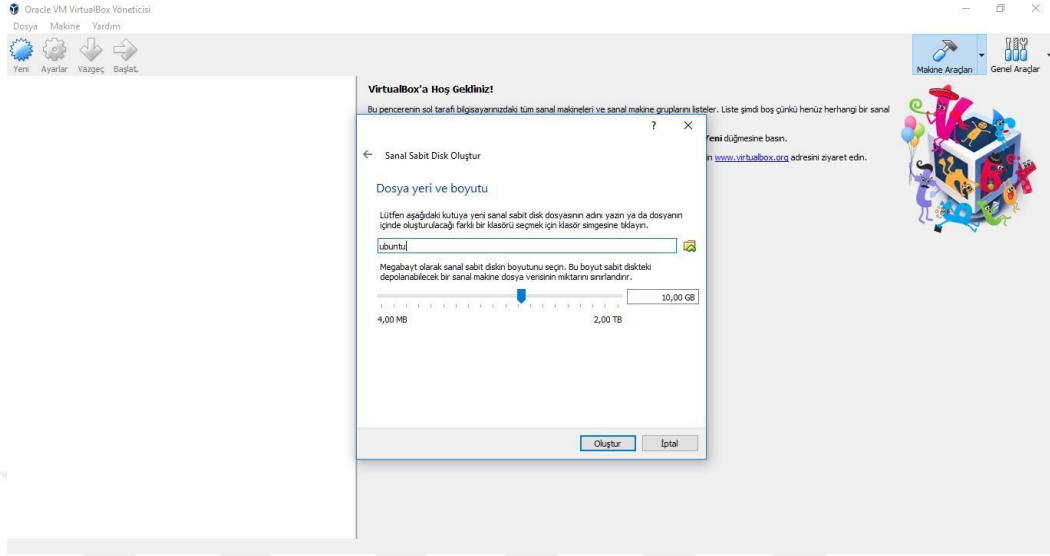 Oracle VM VirtualBox Yöneticisi
Dosya Makine Yardım
Yeni Ayarlar Vazgeç Başlat
Makine Araçları Genel Araçlar
VirtualBox'a Hoş Geldiniz!
Bu pencerenin sol tarafı bilgisayarınızdaki tüm sanal makineleri ve sanal makine gruplarını listeler. Liste şimdi boş çünkü henüz herhangi bir sanal
Yeni düğmesine basın.
www.virtualbox.org adresini ziyaret edin.
?
Sanal Sabit Disk Oluştur
Dosya yeri ve boyutu
Lütfen aşağıdaki kutuya yeni sanal sabit disk dosyasının adını yazın ya da dosyanın
içinde oluşturulacağı farklı bir klasörü seçmek için klasör simgesine tıklayın.
ubuntu
Megabayt olarak sanal sabit diskin boyutunu seçin. Bu boyut sabit diskteki
depolanabilecek bir sanal makine dosya verisinin miktarını sınırlandırır.
10,00 GB
4,00 MB 2,00 TB
Oluştur İptal